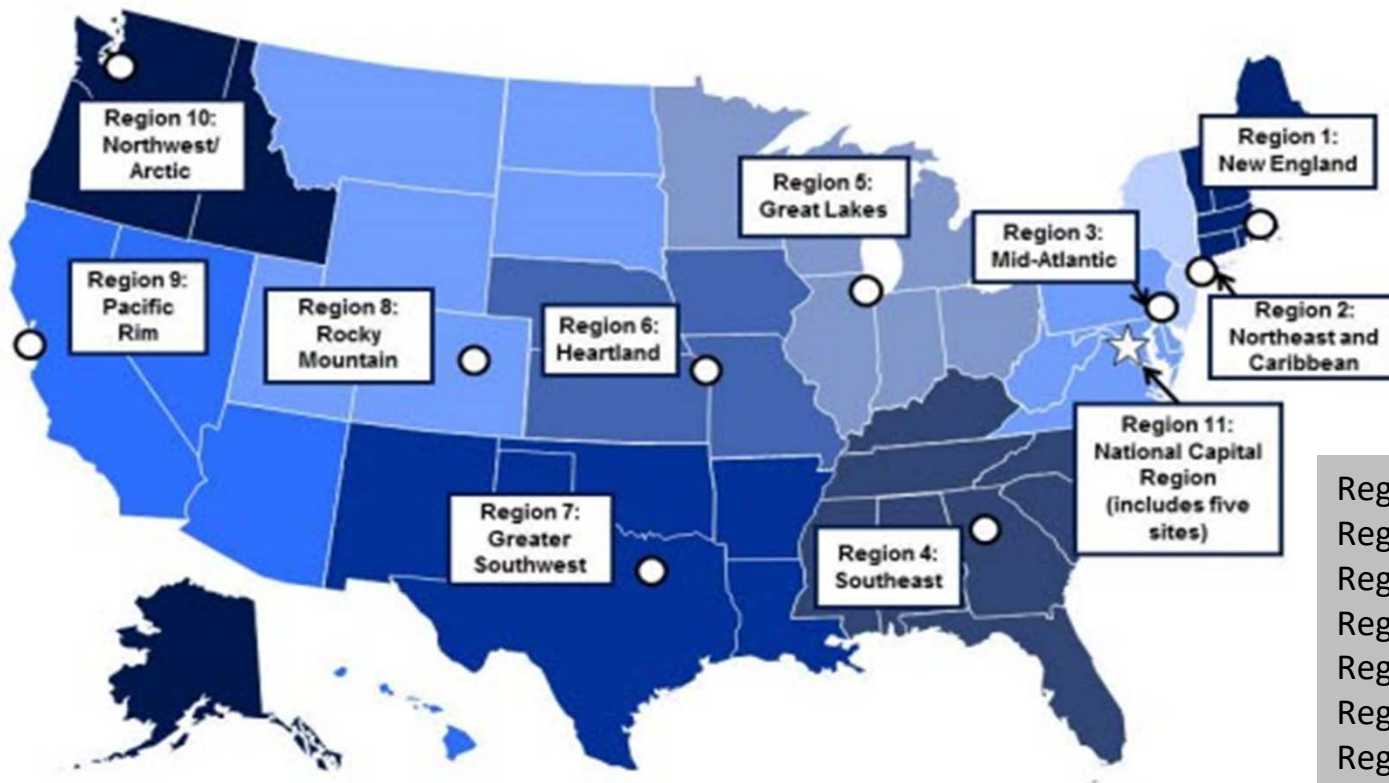 Region 10:
Northwest/
Arctic
Region 1:
New England
Region 5:
Great Lakes
Region 3:
Mid-Atlantic
Region 9:
Pacific
Rim
Region 8:
Rocky
Mountain
Region 6:
Heartland
Region 2:
Northeast and
Caribbean
Region 11:
National Capital
Region
(includes five
sites)
Region 7:
Greater
Southwest
Region 4:
Southeast
Reg
Reg
Reg
Reg
Reg
Reg
Reg